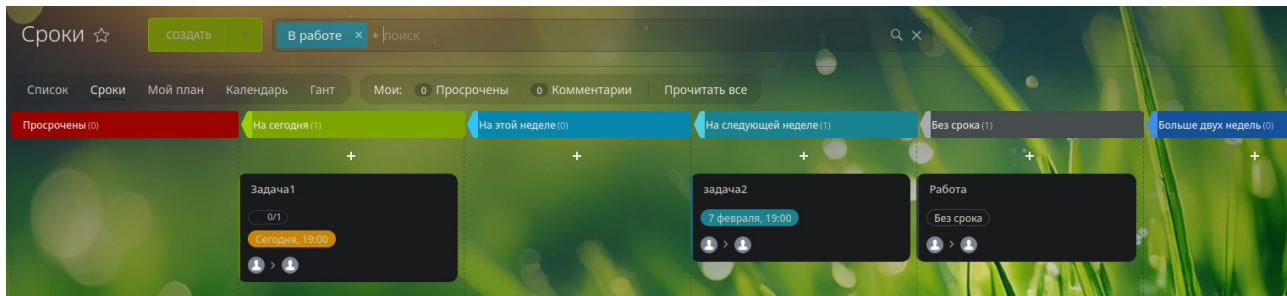 Сроки СОЗДАТЬ В работе × + поиск
Список Сроки Мой план Календарь Гант Мои: 0 Просрочены 0 Комментарии Прочитать все
Просрочены (0) На сегодня (1) На этой неделе (0) На следующей неделе (1) Без срока (1) Больше двух недель (0)
+ + + + +
Задача1 задача2 Работа
0/1 7 февраля, 19:00 Без срока
Сегодня, 19:00